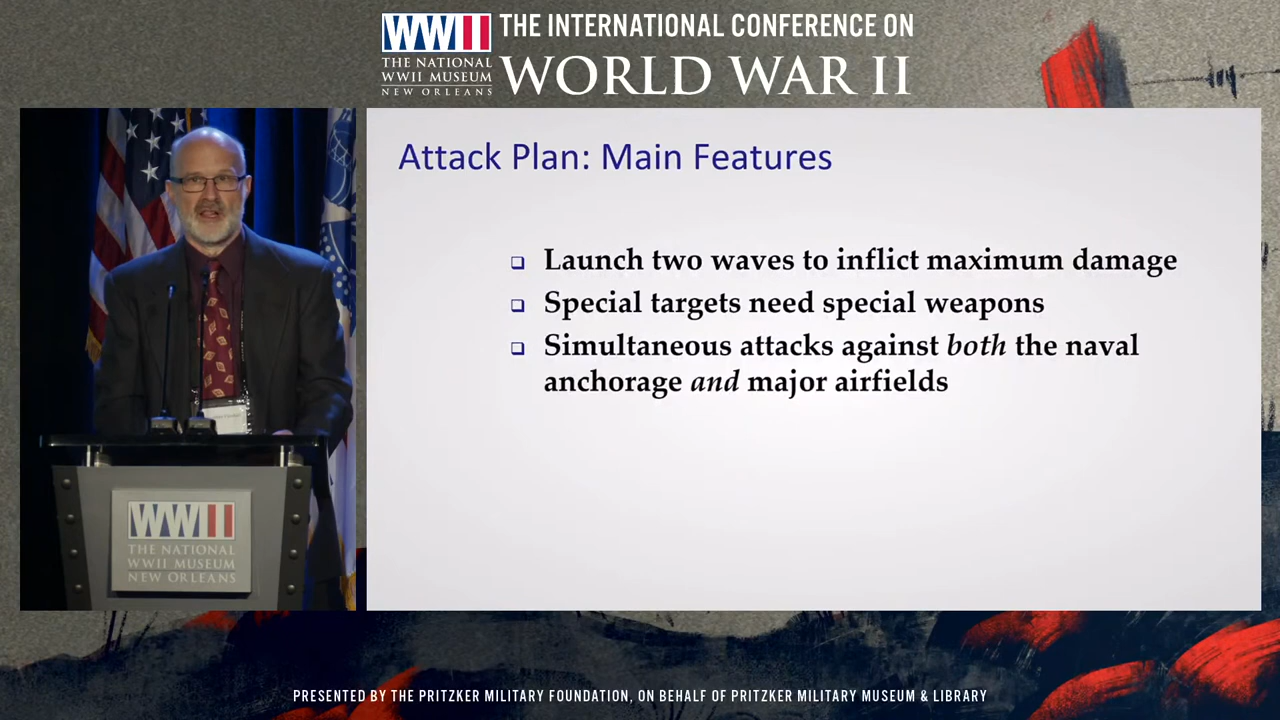 WWII
THE NATIONAL
WWII MUSEUM
NEW ORLEANS
THE INTERNATIONAL CONFERENCE ON
WORLD WAR II
Attack Plan: Main Features
❑ Launch two waves to inflict maximum damage
❑ Special targets need special weapons
❑ Simultaneous attacks against both the naval
anchorage and major airfields
WWII
THE NATIONAL
WWII MUSEUM
NEW ORLEANS
PRESENTED BY THE PRITZKER MILITARY FOUNDATION, ON BEHALF OF PRITZKER MILITARY MUSEUM & LIBRARY